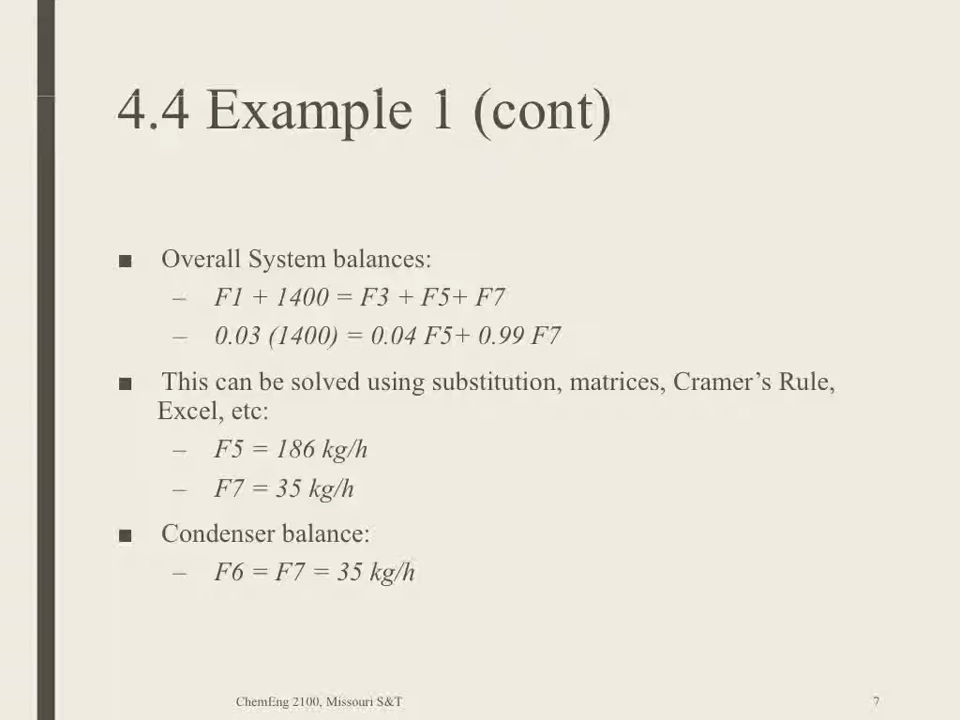 4.4 Example 1 (cont)
■ Overall System balances:
– F1 + 1400 = F3 + F5+ F7
– 0.03 (1400) = 0.04 F5+ 0.99 F7
■ This can be solved using substitution, matrices, Cramer’s Rule,
Excel, etc:
– F5 = 186 kg/h
– F7 = 35 kg/h
■ Condenser balance:
– F6 = F7 = 35 kg/h
ChemEng 2100, Missouri S&T
7